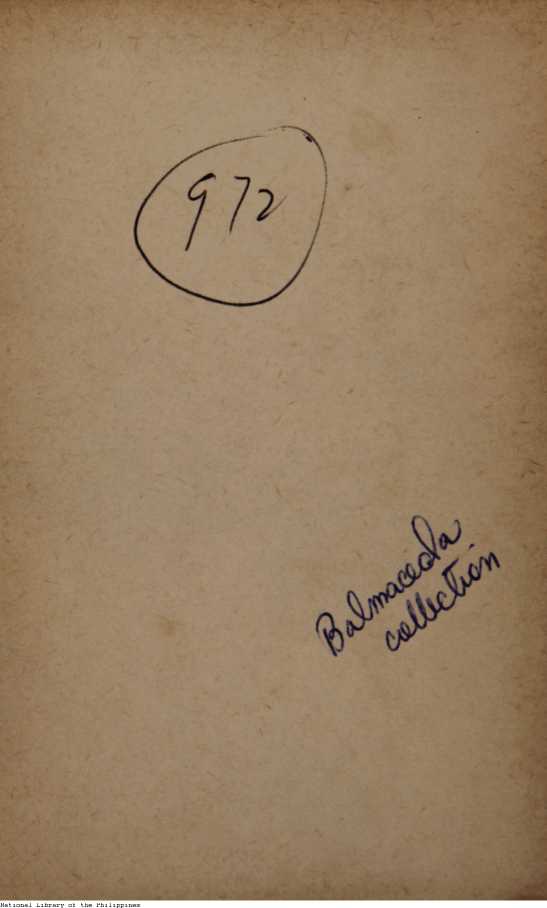 972
Balmaceda
collection
National Library of the Philippines